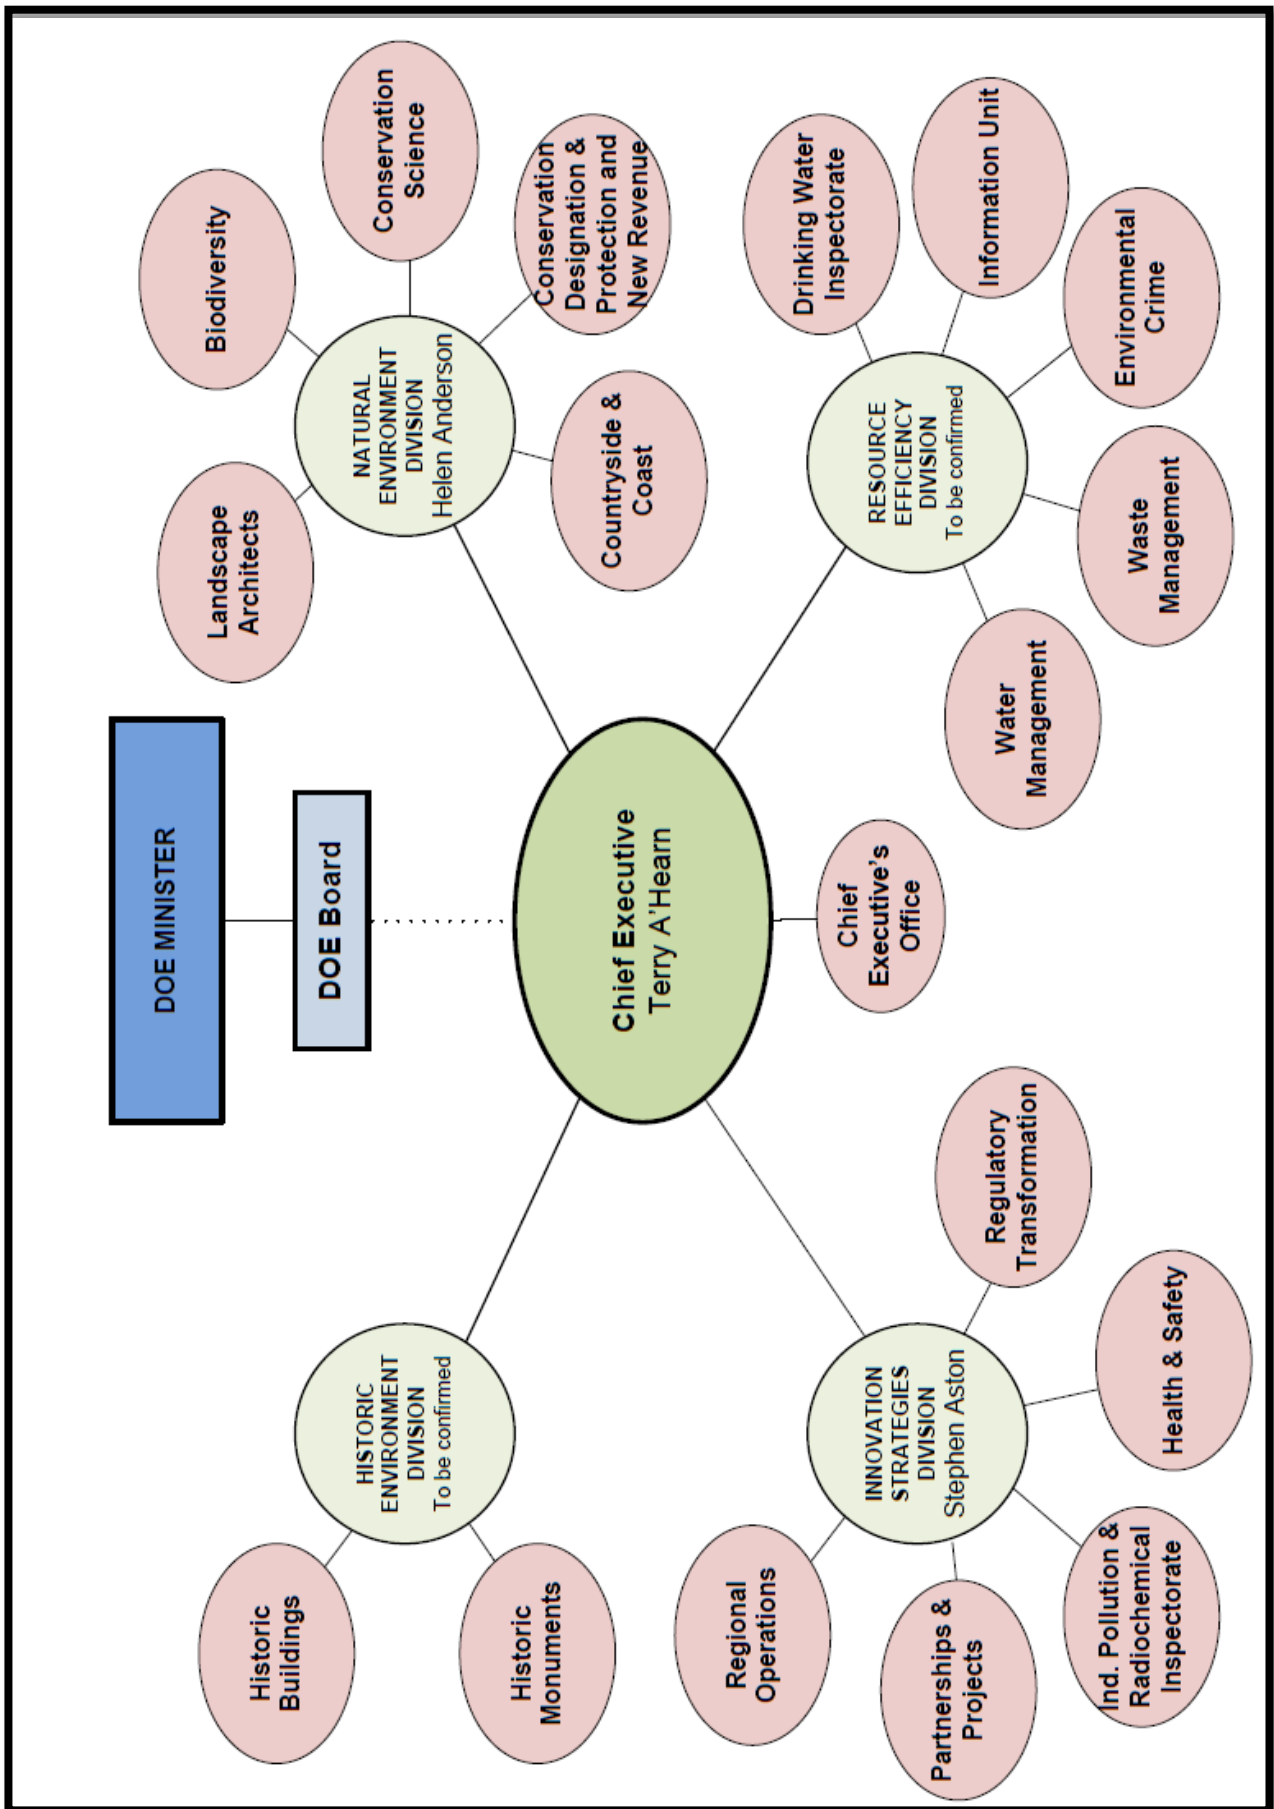 DOE MINISTER
DOE Board
Chief Executive
Terry A'Hearn
Chief
Executive's
Office
HISTORIC
ENVIRONMENT
DIVISION
To be confirmed
Historic
Buildings
Historic
Monuments
NATURAL
ENVIRONMENT
DIVISION
Helen Anderson
Landscape
Architects
Biodiversity
Conservation
Science
Conservation
Designation &
Protection and
New Revenue
Countryside &
Coast
INNOVATION
STRATEGIES
DIVISION
Stephen Aston
Regional
Operations
Partnerships &
Projects
Ind. Pollution &
Radiochemical
Inspectorate
Health & Safety
Regulatory
Transformation
RESOURCE
EFFICIENCY
DIVISION
To be confirmed
Drinking Water
Inspectorate
Information Unit
Environmental
Crime
Waste
Management
Water
Management